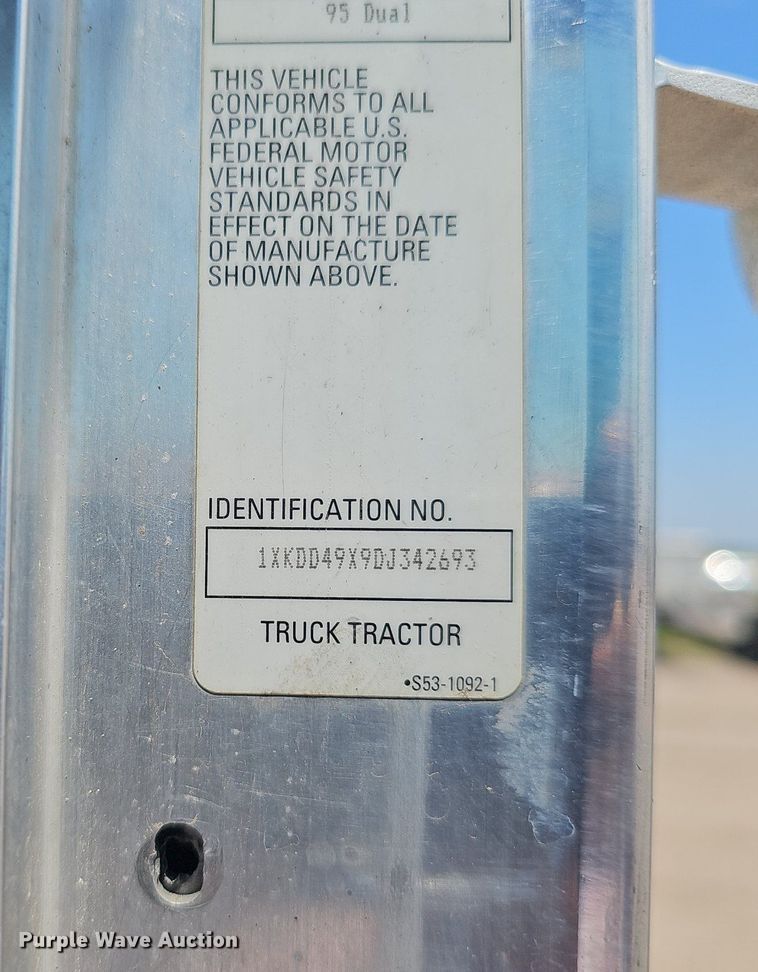 95 Dual
THIS VEHICLE
CONFORMS TO ALL
APPLICABLE U.S.
FEDERAL MOTOR
VEHICLE SAFETY
STANDARDS IN
EFFECT ON THE DATE
OF MANUFACTURE
SHOWN ABOVE.
IDENTIFICATION NO.
1XKDD49X9DJ342693
TRUCK TRACTOR
•S53-1092-1
Purple Wave Auction